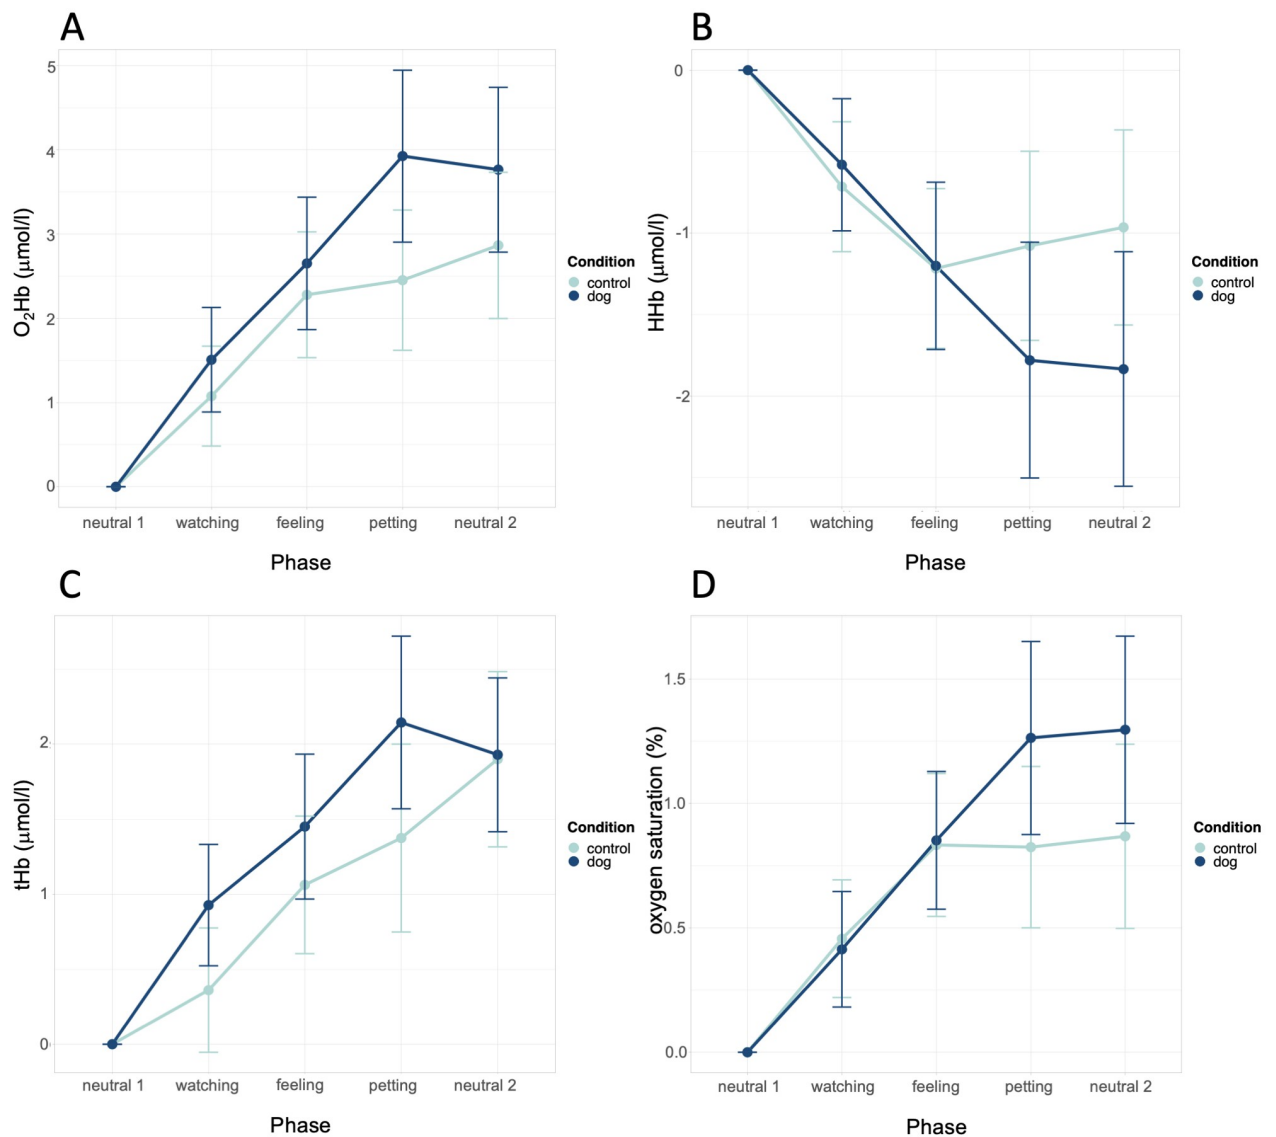 A
5
4
3
2
1
0
O₂Hb (μmol/l)
neutral 1 watching feeling petting neutral 2
Phase
Condition
control
dog
B
0
-1
-2
HHb (μmol/l)
neutral 1 watching feeling petting neutral 2
Phase
Condition
control
dog
C
2
1
0
tHb (μmol/l)
neutral 1 watching feeling petting neutral 2
Phase
Condition
control
dog
D
1.5
1.0
0.5
0.0
oxygen saturation (%)
neutral 1 watching feeling petting neutral 2
Phase
Condition
control
dog